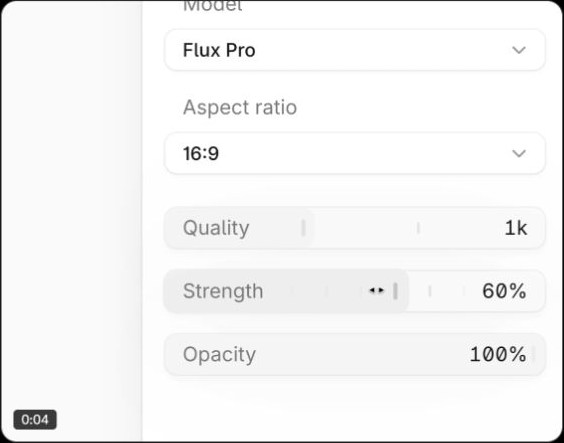 Model
Flux Pro
Aspect ratio
16:9
Quality 1k
Strength 60%
Opacity 100%
0:04